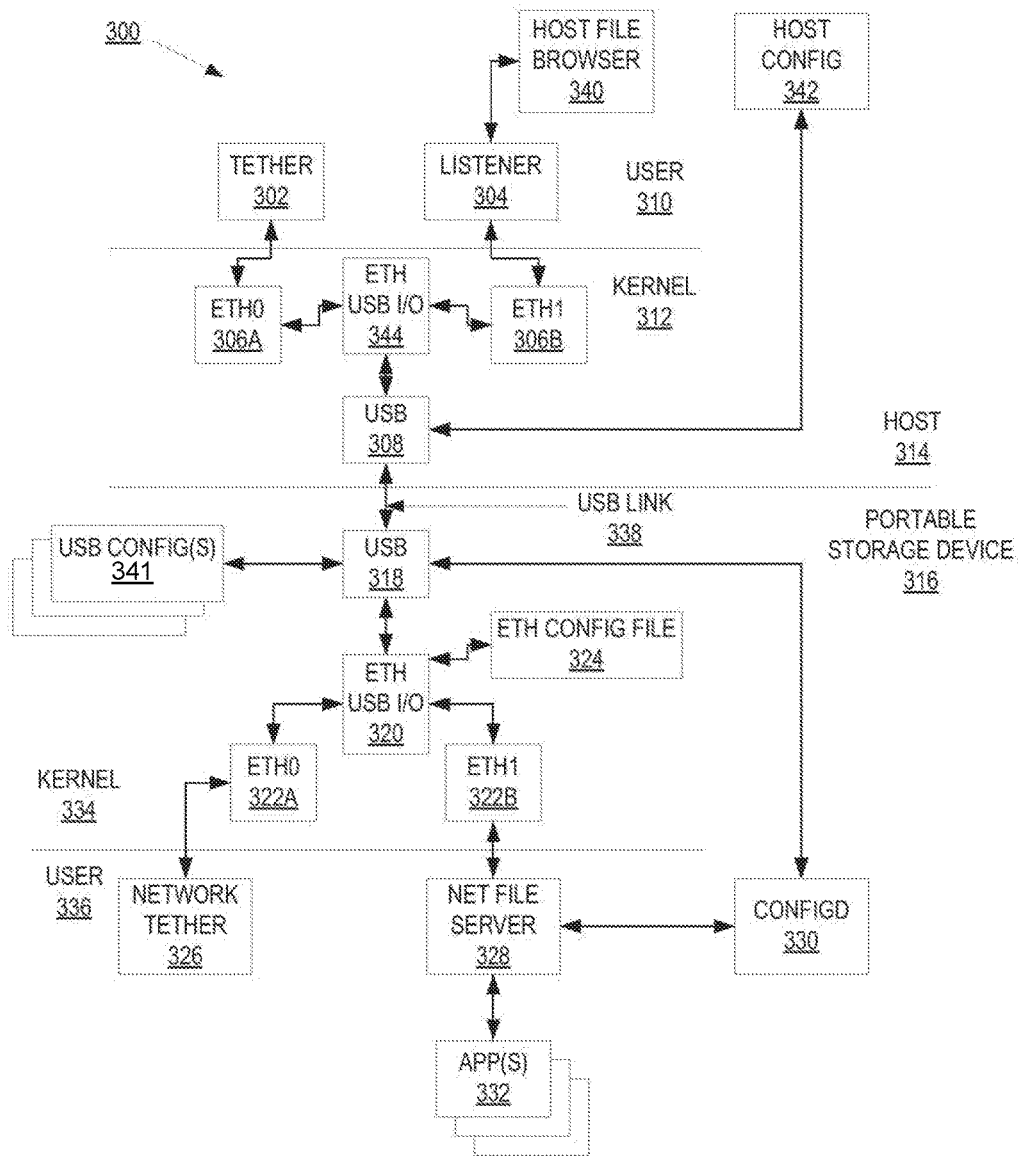 300
HOST FILE
BROWSER
340
HOST
CONFIG
342
TETHER
302
LISTENER
304
USER
310
ETH0
306A
ETH
USB I/O
344
ETH1
306B
KERNEL
312
USB
308
HOST
314
USB LINK
338
PORTABLE
STORAGE DEVICE
316
USB CONFIG(S)
341
USB
318
ETH CONFIG FILE
324
ETH
USB I/O
320
ETH0
322A
ETH1
322B
KERNEL
334
USER
336
NETWORK
TETHER
326
NET FILE
SERVER
328
CONFIGD
330
APP(S)
332